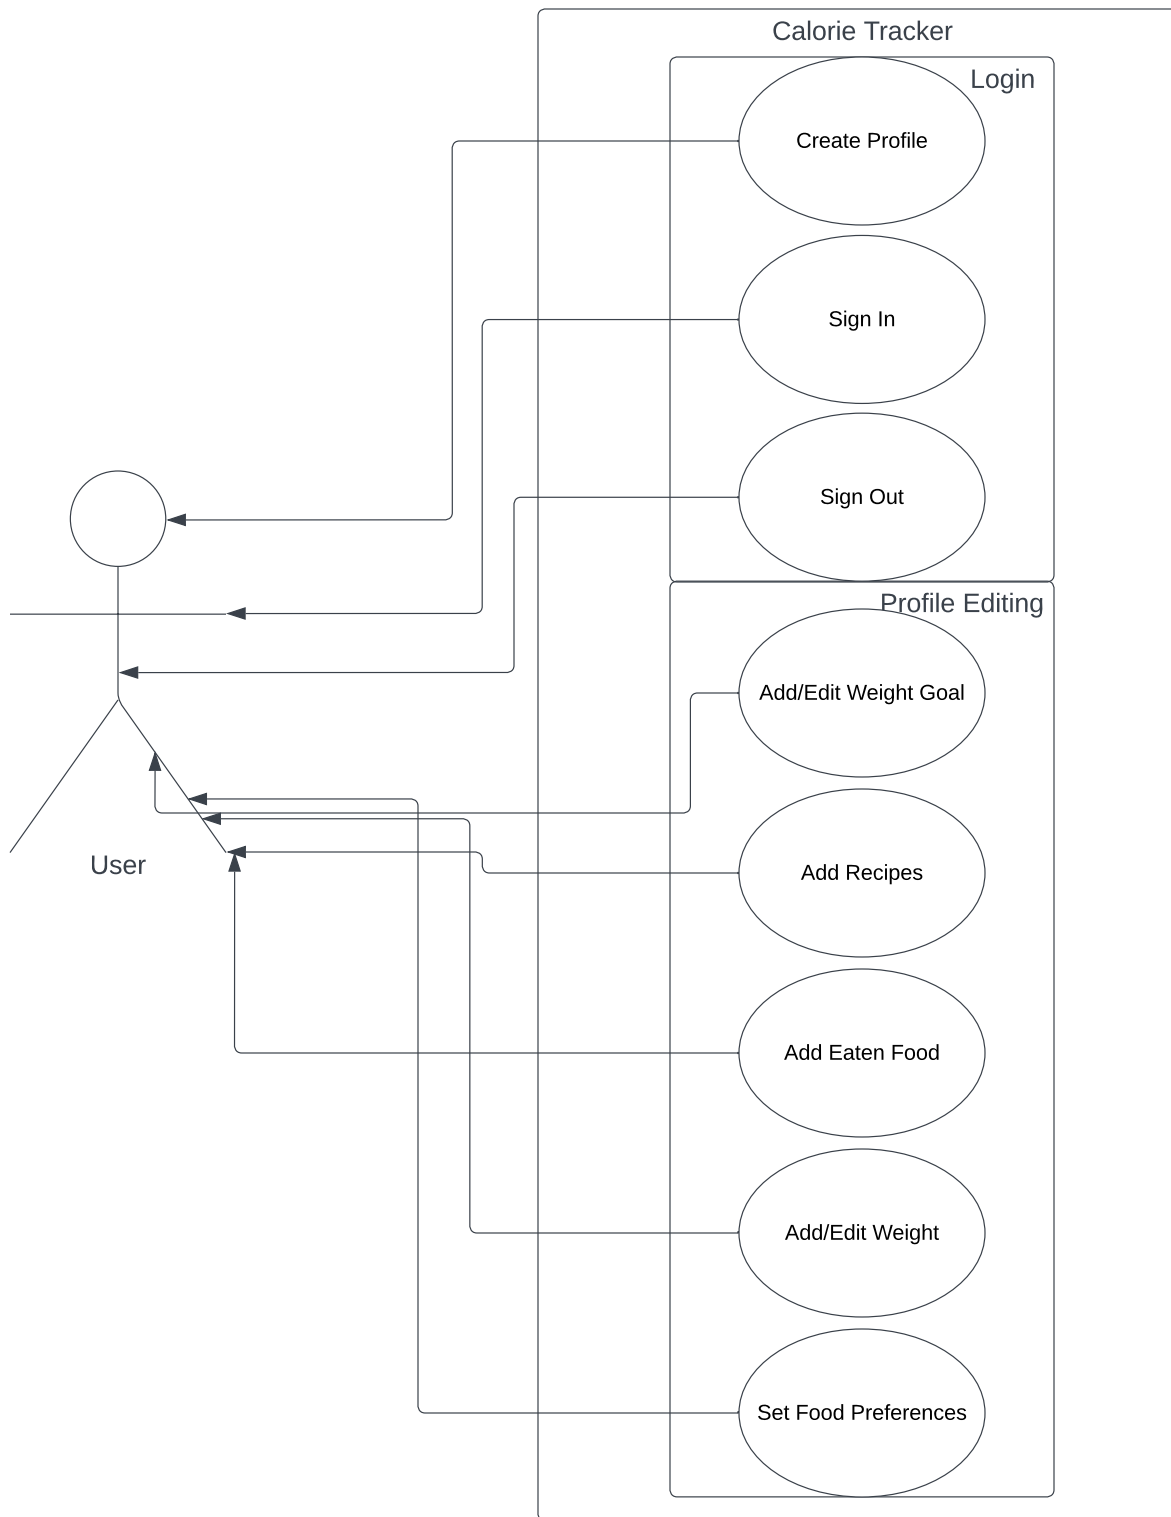 Calorie Tracker
Login
Create Profile
Sign In
Sign Out
Profile Editing
Add/Edit Weight Goal
User
Add Recipes
Add Eaten Food
Add/Edit Weight
Set Food Preferences